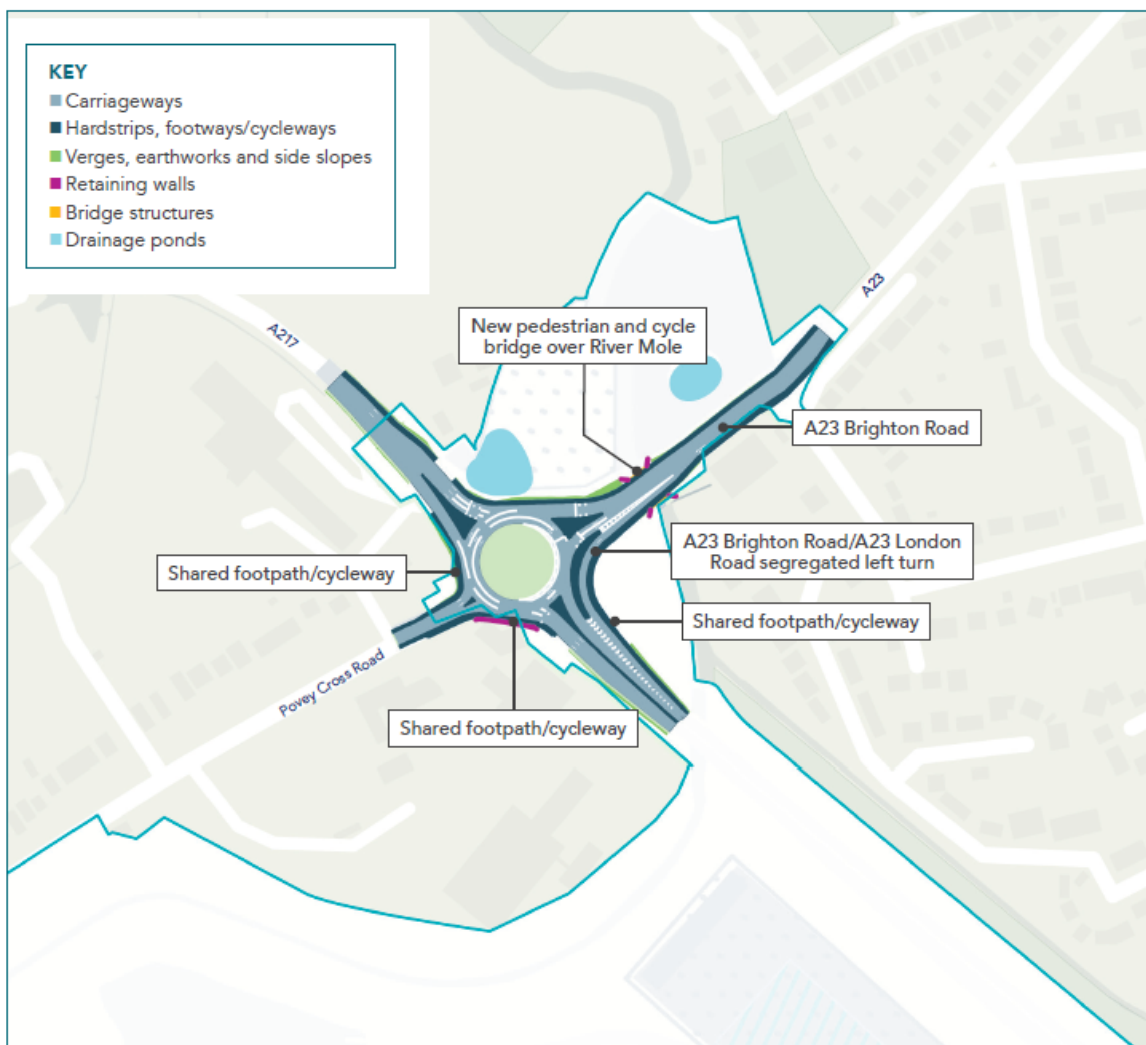 KEY
Carriageways
Hardstrips, footways/cycleways
Verges, earthworks and side slopes
Retaining walls
Bridge structures
Drainage ponds
A217
A23
New pedestrian and cycle
bridge over River Mole
A23 Brighton Road
A23 Brighton Road/A23 London
Road segregated left turn
Shared footpath/cycleway
Shared footpath/cycleway
Povey Cross Road
Shared footpath/cycleway